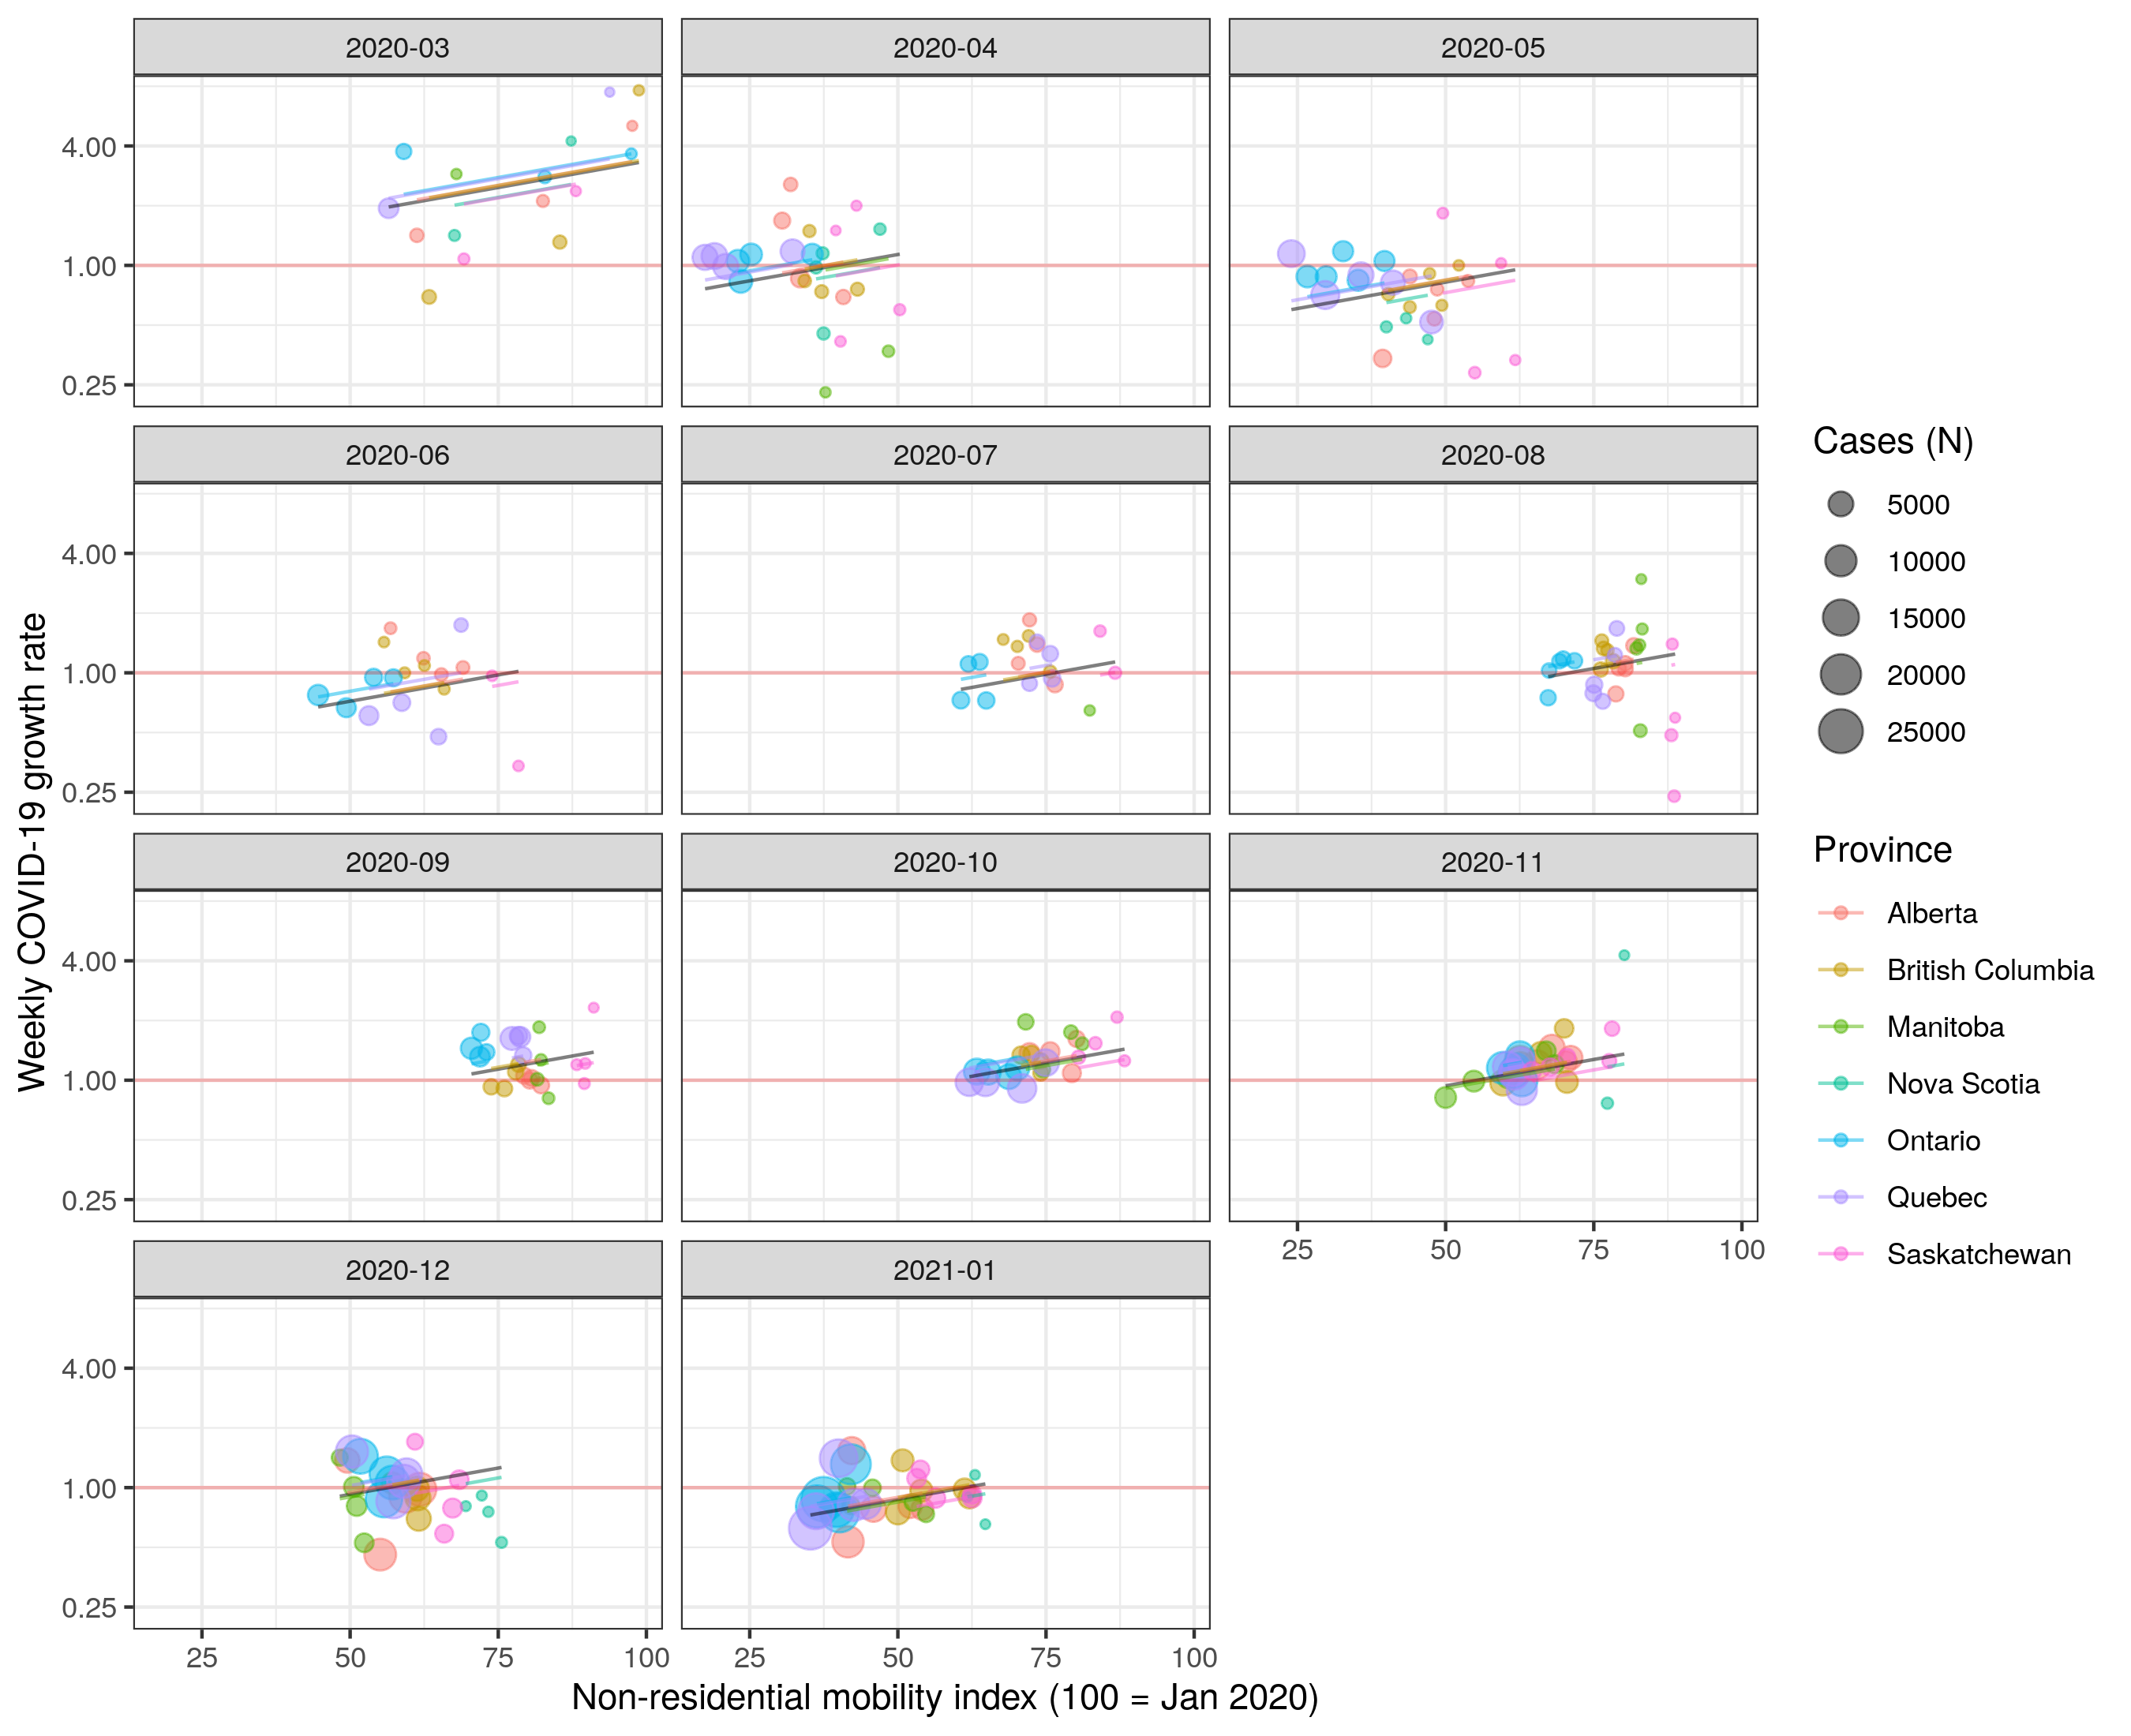 2020-03
2020-04
2020-05
4.00
1.00
0.25
2020-06
2020-07
2020-08
4.00
1.00
0.25
2020-09
2020-10
2020-11
4.00
1.00
0.25
25 50 75 100
2020-12
2021-01
4.00
1.00
0.25
25 50 75 100
25 50 75 100
Non-residential mobility index (100 = Jan 2020)
Weekly COVID-19 growth rate
Cases (N)
5000
10000
15000
20000
25000
Province
Alberta
British Columbia
Manitoba
Nova Scotia
Ontario
Quebec
Saskatchewan